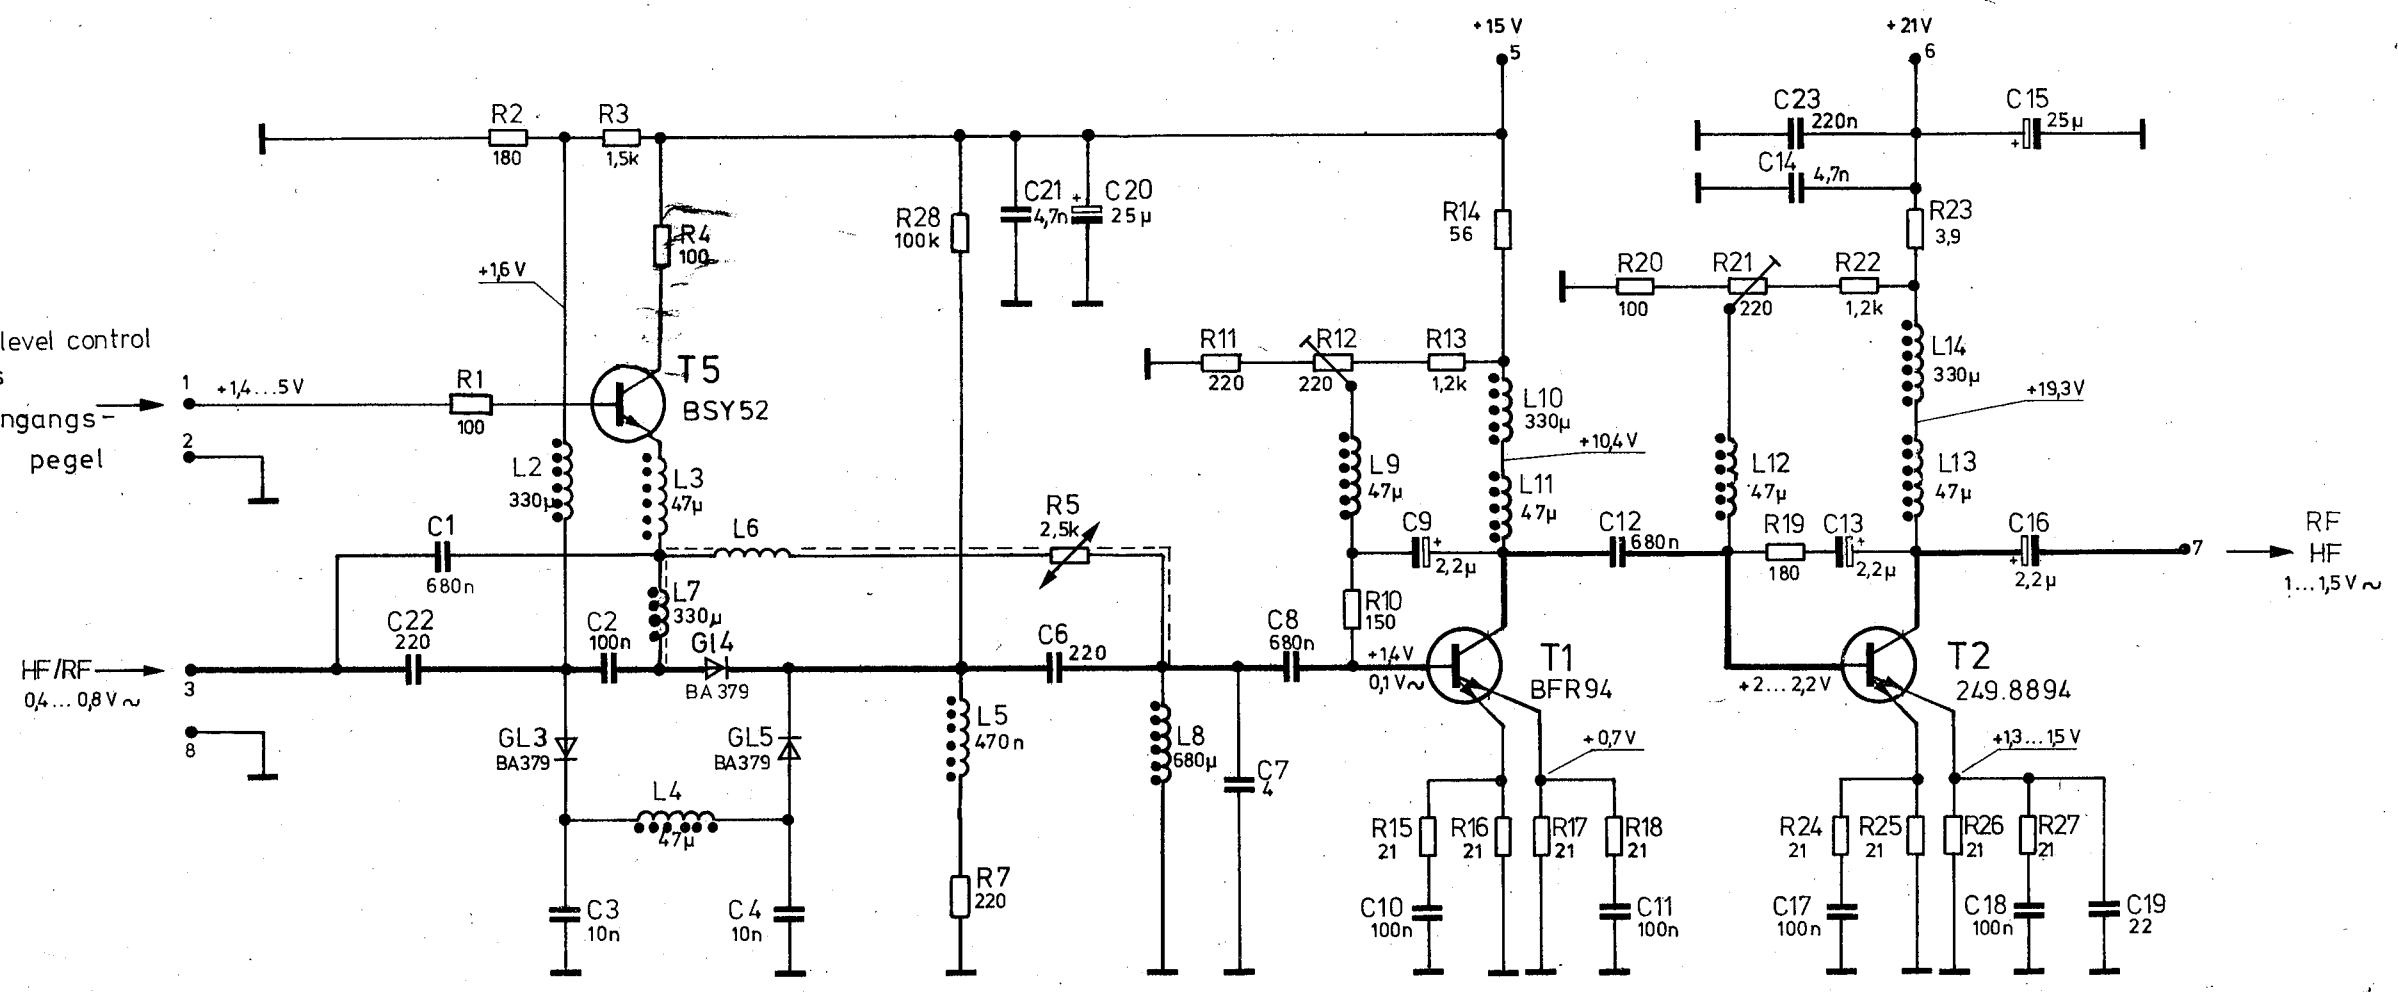 +15 V
5
+21 V
6
R2
180
R3
1,5k
C23
220n
C15
25µ
+
C14
4,7n
R4
100
R28
100k
C21
4,7n
+
C20
25µ
R14
56
R23
3,9
+1,6 V
R20
100
R21
220
R22
1,2k
level control
s
1
+1,4...5 V
R1
100
T5
BSY52
R11
220
R12
220
R13
1,2k
L14
330µ
+19,3 V
L10
330µ
+10,4 V
ngangs-
2
pegel
L2
330µ
L3
47µ
L9
47µ
L11
47µ
L12
47µ
L13
47µ
C1
680n
L6
R5
2,5k
C9
+
2,2µ
C12
680n
R19
180
C13
+
2,2µ
C16
+
2,2µ
7
RF
HF
1...1,5 V ~
L7
330µ
R10
150
C22
220
C2
100n
Gl4
BA 379
C6
220
C8
680n
HF/RF
0,4...0,8 V ~
3
+1,4 V
0,1 V ~
T1
BFR94
+2...2,2 V
T2
249.8894
8
GL3
BA379
GL5
BA379
L5
470n
L8
680µ
C7
4
+0,7 V
+1,3...1,5 V
L4
47µ
R15
21
R16
21
R17
21
R18
21
R24
21
R25
21
R26
21
R27
21
R7
220
C3
10n
C4
10n
C10
100n
C11
100n
C17
100n
C18
100n
C19
22